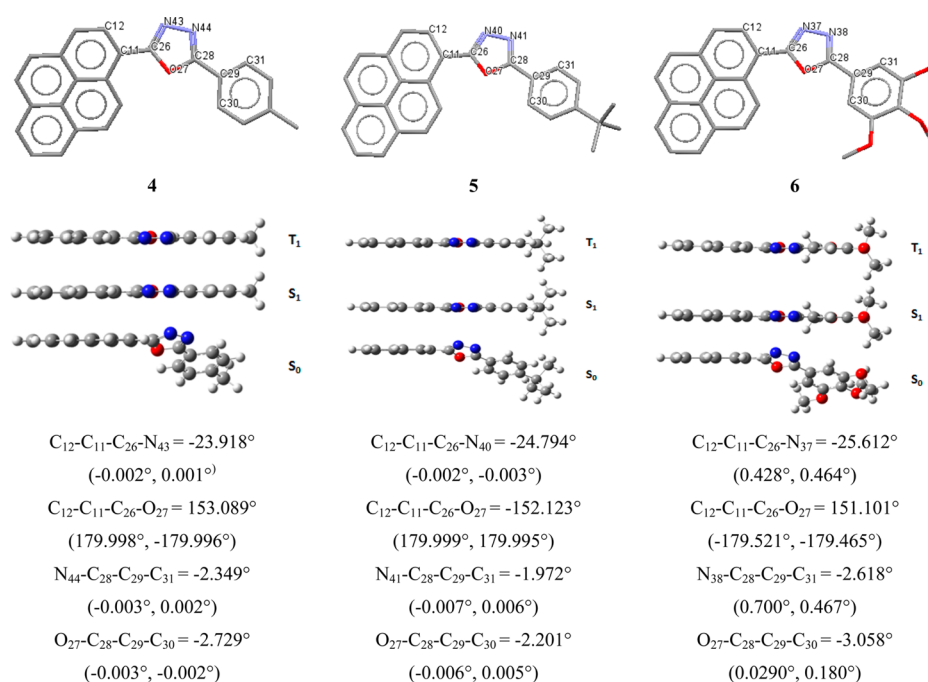 C12 N43 N44 C11 C26 C28 C31 O27 C29 C30
C12 N40 N41 C11 C26 C28 C31 O27 C29 C30
C12 N37 N38 C11 C26 C28 C31 O27 C29 C30
4 5 6
T₁ T₁ T₁
S₁ S₁ S₁
S₀ S₀ S₀
C₁₂-C₁₁-C₂₆-N₄₃ = -23.918° C₁₂-C₁₁-C₂₆-N₄₀ = -24.794° C₁₂-C₁₁-C₂₆-N₃₇ = -25.612°
(-0.002°, 0.001°⁾ (-0.002°, -0.003°) (0.428°, 0.464°)
C₁₂-C₁₁-C₂₆-O₂₇ = 153.089° C₁₂-C₁₁-C₂₆-O₂₇ = -152.123° C₁₂-C₁₁-C₂₆-O₂₇ = 151.101°
(179.998°, -179.996°) (179.999°, 179.995°) (-179.521°, -179.465°)
N₄₄-C₂₈-C₂₉-C₃₁ = -2.349° N₄₁-C₂₈-C₂₉-C₃₁ = -1.972° N₃₈-C₂₈-C₂₉-C₃₁ = -2.618°
(-0.003°, 0.002°) (-0.007°, 0.006°) (0.700°, 0.467°)
O₂₇-C₂₈-C₂₉-C₃₀ = -2.729° O₂₇-C₂₈-C₂₉-C₃₀ = -2.201° O₂₇-C₂₈-C₂₉-C₃₀ = -3.058°
(-0.003°, -0.002°) (-0.006°, 0.005°) (0.0290°, 0.180°)